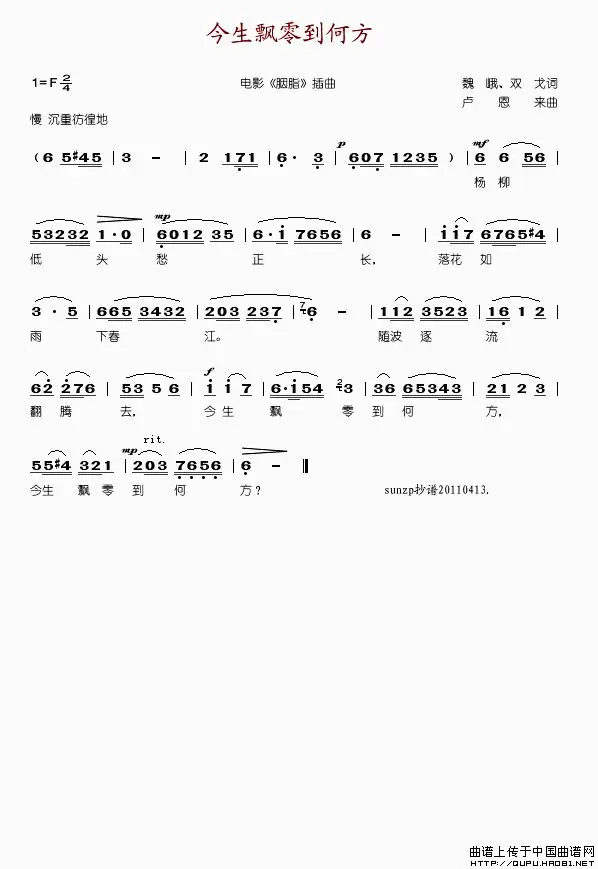 今生飘零到何方
1=F 2/4 电影《胭脂》插曲 魏 峨、双 戈词
卢 恩 来曲
慢 沉重彷徨地
p mf
( 6 5#445 | 3 - | 2 171 | 6· 3 | 607 1235 ) | 6 6 56 |
杨 柳
mp
53232 1·0 | 6012 35 | 6·i 7656 | 6 - | ii7 6765#4 |
低 头 愁 正 长， 落花 如
3·5 | 665 3432 | 203 237 | 7 6 - | 112 3523 | 16 1 2 |
雨 下春 江。 随波 逐 流
f
62 276 | 53 5 6 | i i 7 | 6·i54 2 3 | 36 65343 | 21 2 3 |
翻 腾 去， 今 生 飘 零 到 何 方，
mp rit.
55#4 321 | 203 7656 | 6 - ‖
今生 飘 零 到 何 方？ sunzp抄谱20110413.
曲谱上传于中国曲谱网
http://QUPU.HAO81.NET